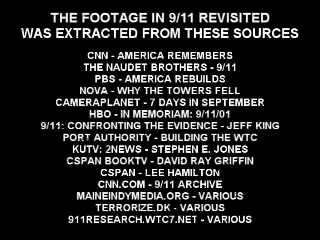 THE FOOTAGE IN 9/11 REVISITED
WAS EXTRACTED FROM THESE SOURCES
CNN - AMERICA REMEMBERS
THE NAUDET BROTHERS - 9/11
PBS - AMERICA REBUILDS
NOVA - WHY THE TOWERS FELL
CAMERAPLANET - 7 DAYS IN SEPTEMBER
HBO - IN MEMORIAM: 9/11/01
9/11: CONFRONTING THE EVIDENCE - JEFF KING
PORT AUTHORITY - BUILDING THE WTC
KUTV: 2NEWS - STEPHEN E. JONES
CSPAN BOOKTV - DAVID RAY GRIFFIN
CSPAN - LEE HAMILTON
CNN.COM - 9/11 ARCHIVE
MAINEINDYMEDIA.ORG - VARIOUS
TERRORIZE.DK - VARIOUS
911RESEARCH.WTC7.NET - VARIOUS